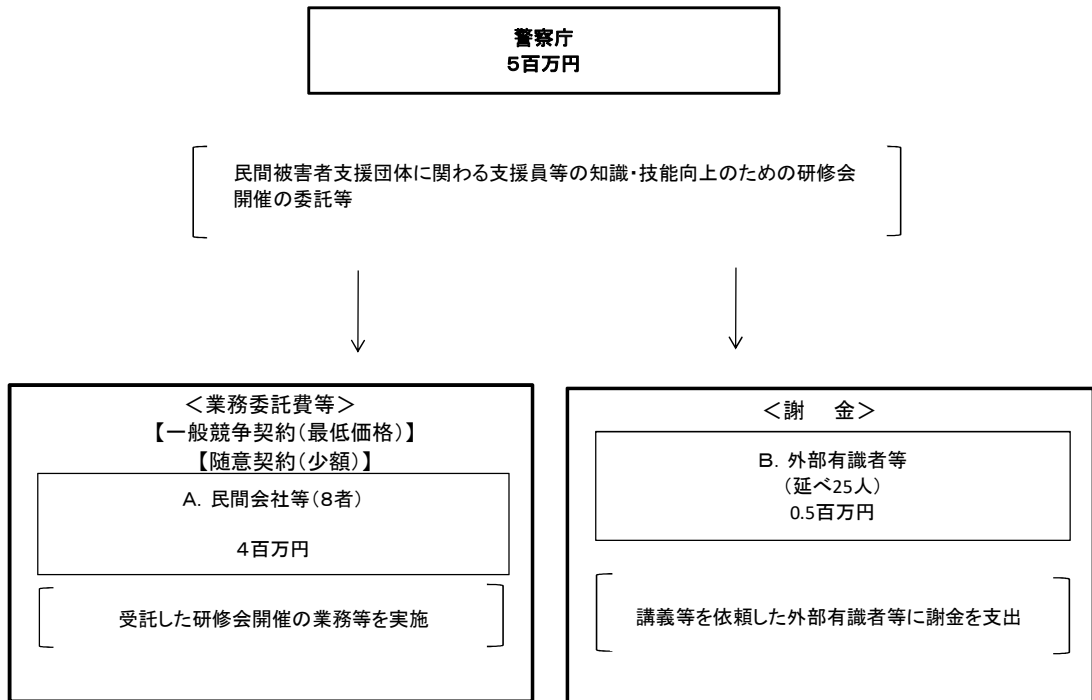 警察庁
5百万円
民間被害者支援団体に関わる支援員等の知識・技能向上のための研修会
開催の委託等
＜業務委託費等＞
【一般競争契約（最低価格）】
【随意契約（少額）】
A．民間会社等（8者）
4百万円
受託した研修会開催の業務等を実施
＜謝　金＞
B．外部有識者等
（延べ25人）
0.5百万円
講義等を依頼した外部有識者等に謝金を支出